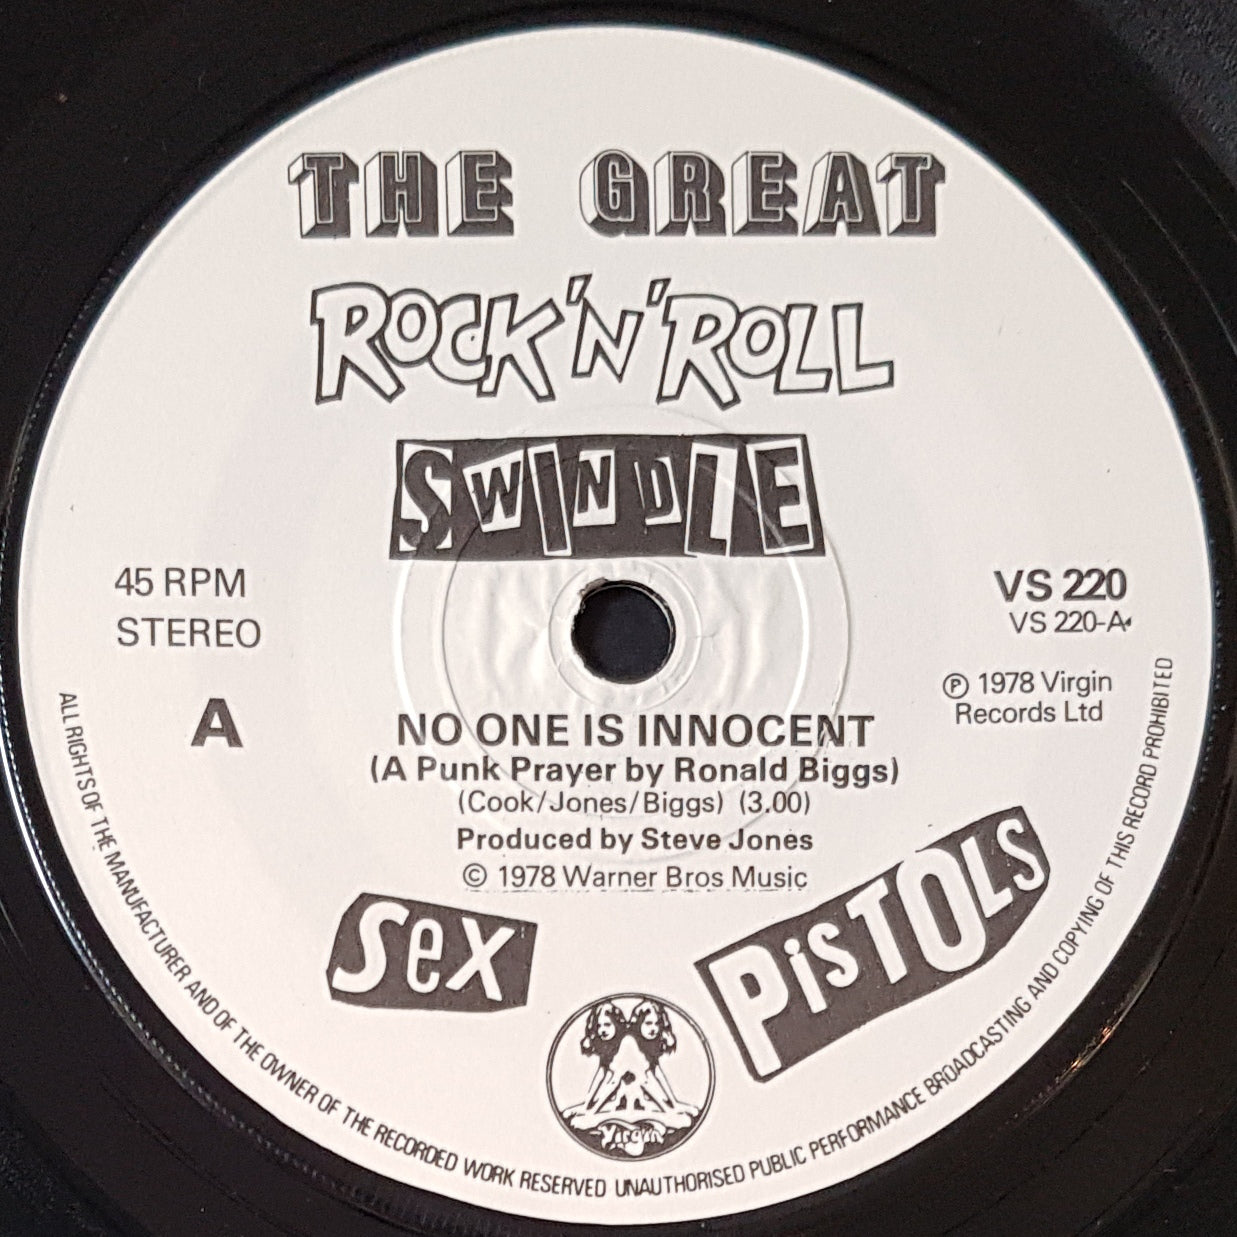 THE GREAT
ROCK 'N' ROLL
SWINDLE
45 RPM
STEREO
A
VS 220
VS 220-A
℗ 1978 Virgin
Records Ltd
NO ONE IS INNOCENT
(A Punk Prayer by Ronald Biggs)
(Cook/Jones/Biggs) (3.00)
Produced by Steve Jones
© 1978 Warner Bros Music
Sex
PisTOLS
Virgin
ALL RIGHTS OF THE MANUFACTURER AND OF THE OWNER OF THE RECORDED WORK RESERVED UNAUTHORISED PUBLIC PERFORMANCE BROADCASTING AND COPYING OF THIS RECORD PROHIBITED